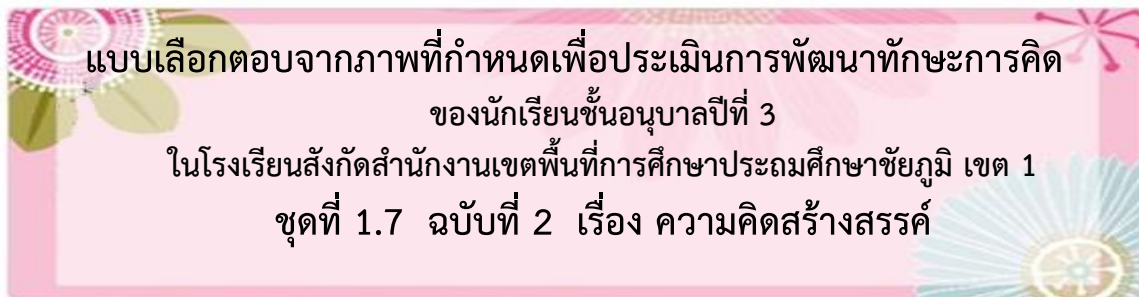 แบบเลือกตอบจากภาพที่กำหนดเพื่อประเมินการพัฒนาทักษะการคิด
ของนักเรียนชั้นอนุบาลปีที่ 3
ในโรงเรียนสังกัดสำนักงานเขตพื้นที่การศึกษาประถมศึกษาชัยภูมิ เขต 1
ชุดที่ 1.7 ฉบับที่ 2 เรื่อง ความคิดสร้างสรรค์